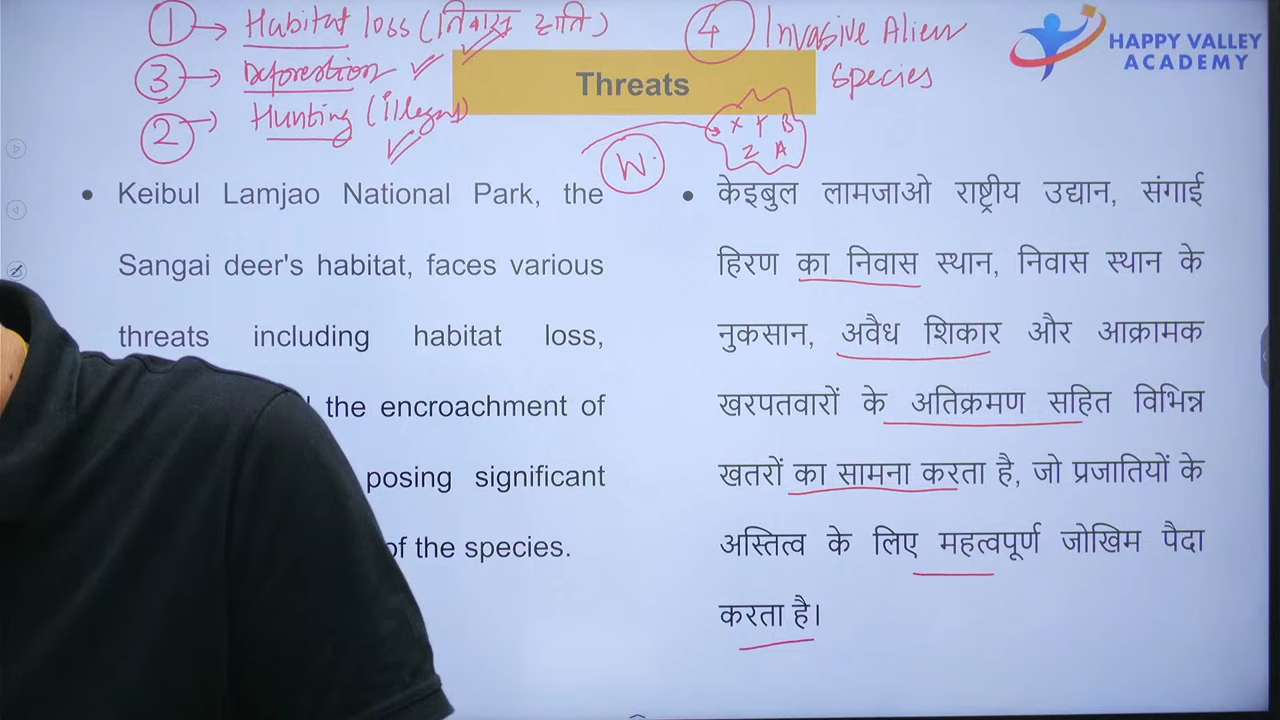 ① → Habitat loss (निवास हानि)
③ → Deforestion
② → Hunting (illegal)
④ Invasive Alien
Species
HAPPY VALLEY
ACADEMY
Threats
X Y B
Z A
W
• Keibul Lamjao National Park, the
Sangai deer's habitat, faces various
threats including habitat loss,
the encroachment of
posing significant
of the species.
• केइबुल लामजाओ राष्ट्रीय उद्यान, संगाई
हिरण का निवास स्थान, निवास स्थान के
नुकसान, अवैध शिकार और आक्रामक
खरपतवारों के अतिक्रमण सहित विभिन्न
खतरों का सामना करता है, जो प्रजातियों के
अस्तित्व के लिए महत्वपूर्ण जोखिम पैदा
करता है।